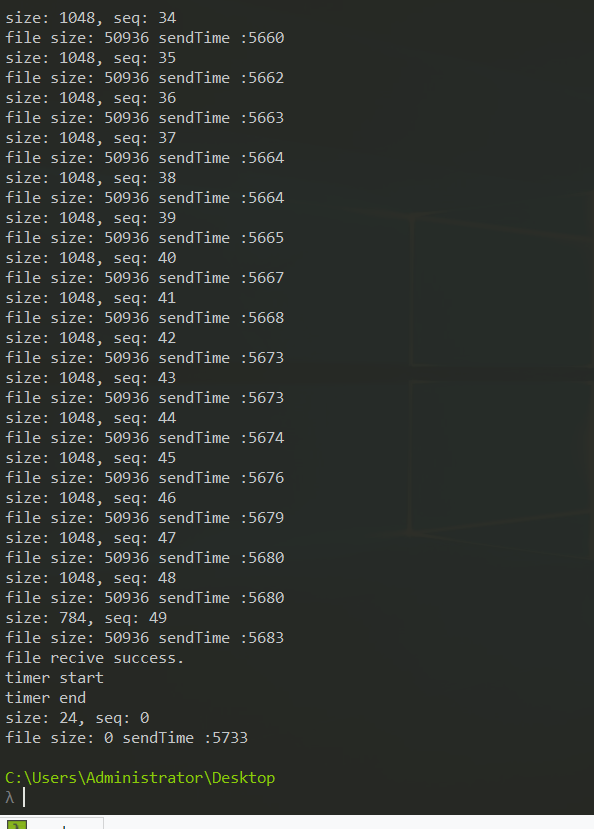 size: 1048, seq: 34
file size: 50936 sendTime :5660
size: 1048, seq: 35
file size: 50936 sendTime :5662
size: 1048, seq: 36
file size: 50936 sendTime :5663
size: 1048, seq: 37
file size: 50936 sendTime :5664
size: 1048, seq: 38
file size: 50936 sendTime :5664
size: 1048, seq: 39
file size: 50936 sendTime :5665
size: 1048, seq: 40
file size: 50936 sendTime :5667
size: 1048, seq: 41
file size: 50936 sendTime :5668
size: 1048, seq: 42
file size: 50936 sendTime :5673
size: 1048, seq: 43
file size: 50936 sendTime :5673
size: 1048, seq: 44
file size: 50936 sendTime :5674
size: 1048, seq: 45
file size: 50936 sendTime :5676
size: 1048, seq: 46
file size: 50936 sendTime :5679
size: 1048, seq: 47
file size: 50936 sendTime :5680
size: 1048, seq: 48
file size: 50936 sendTime :5680
size: 784, seq: 49
file size: 50936 sendTime :5683
file recive success.
timer start
timer end
size: 24, seq: 0
file size: 0 sendTime :5733
C:\Users\Administrator\Desktop
λ